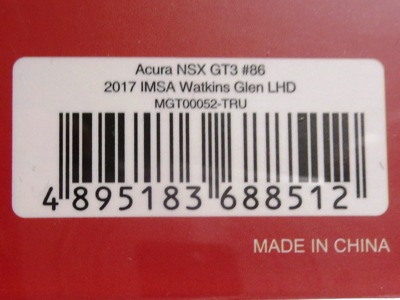 Acura NSX GT3 #86
2017 IMSA Watkins Glen LHD
MGT00052-TRU
4 895183 688512
MADE IN CHINA